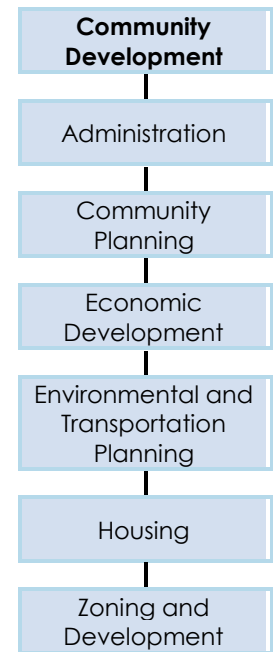 Community
Development
Administration
Community
Planning
Economic
Development
Environmental and
Transportation
Planning
Housing
Zoning and
Development